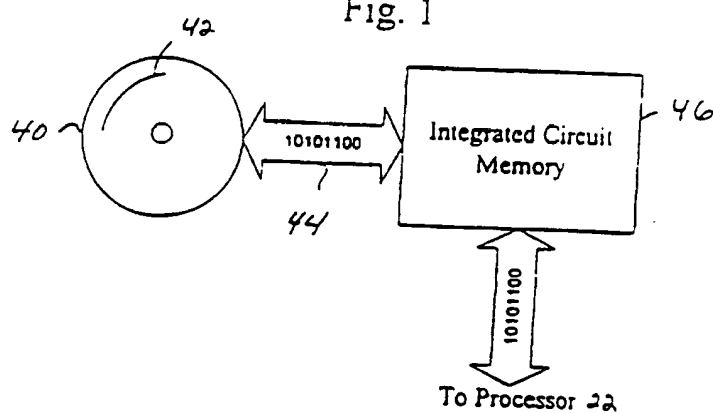 Fig. 1
42
40
10101100
44
Integrated Circuit
Memory
46
10101100
To Processor 22